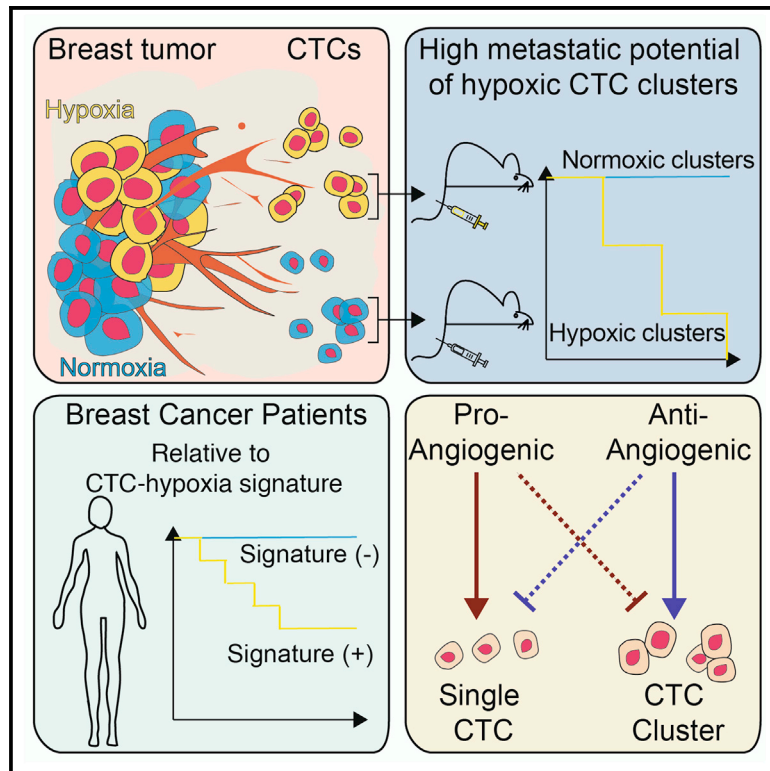 Breast tumor
CTCs
Hypoxia
Normoxia
High metastatic potential
of hypoxic CTC clusters
Normoxic clusters
Hypoxic clusters
Breast Cancer Patients
Relative to
CTC-hypoxia signature
Signature (-)
Signature (+)
Pro-
Angiogenic
Anti-
Angiogenic
Single
CTC
CTC
Cluster